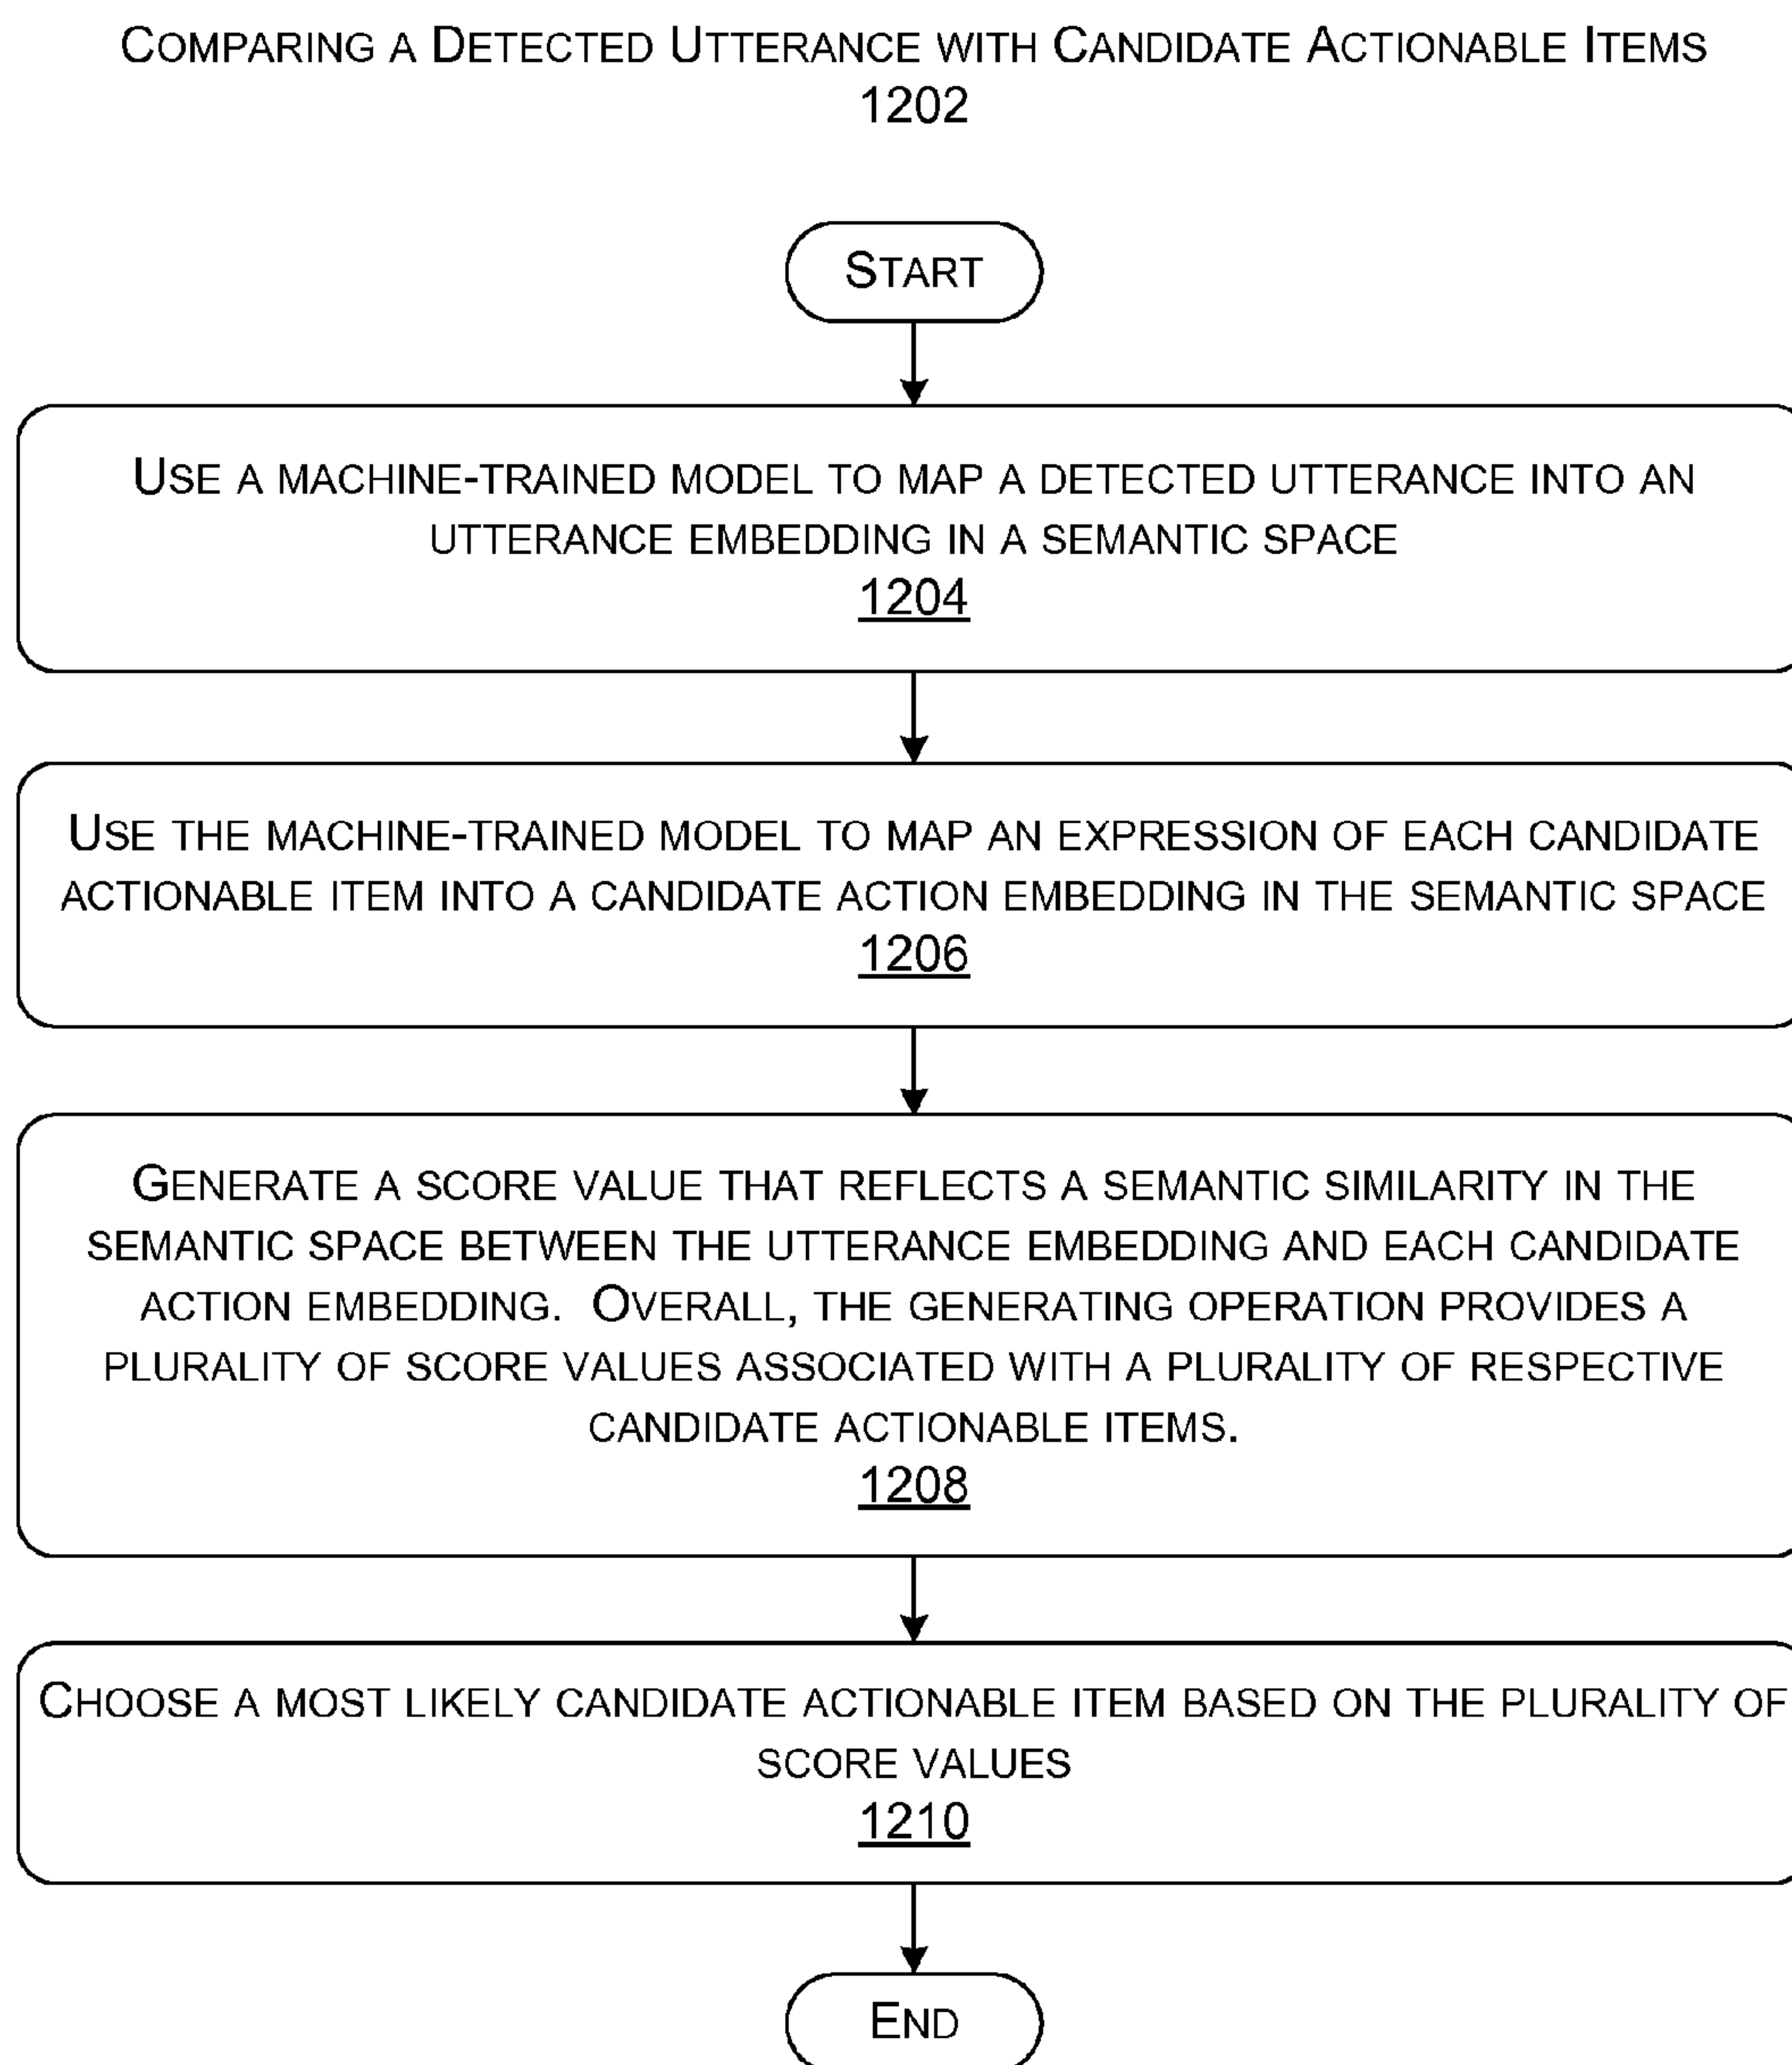 COMPARING A DETECTED UTTERANCE WITH CANDIDATE ACTIONABLE ITEMS
1202
START
USE A MACHINE-TRAINED MODEL TO MAP A DETECTED UTTERANCE INTO AN
UTTERANCE EMBEDDING IN A SEMANTIC SPACE
1204
USE THE MACHINE-TRAINED MODEL TO MAP AN EXPRESSION OF EACH CANDIDATE
ACTIONABLE ITEM INTO A CANDIDATE ACTION EMBEDDING IN THE SEMANTIC SPACE
1206
GENERATE A SCORE VALUE THAT REFLECTS A SEMANTIC SIMILARITY IN THE
SEMANTIC SPACE BETWEEN THE UTTERANCE EMBEDDING AND EACH CANDIDATE
ACTION EMBEDDING. OVERALL, THE GENERATING OPERATION PROVIDES A
PLURALITY OF SCORE VALUES ASSOCIATED WITH A PLURALITY OF RESPECTIVE
CANDIDATE ACTIONABLE ITEMS.
1208
CHOOSE A MOST LIKELY CANDIDATE ACTIONABLE ITEM BASED ON THE PLURALITY OF
SCORE VALUES
1210
END